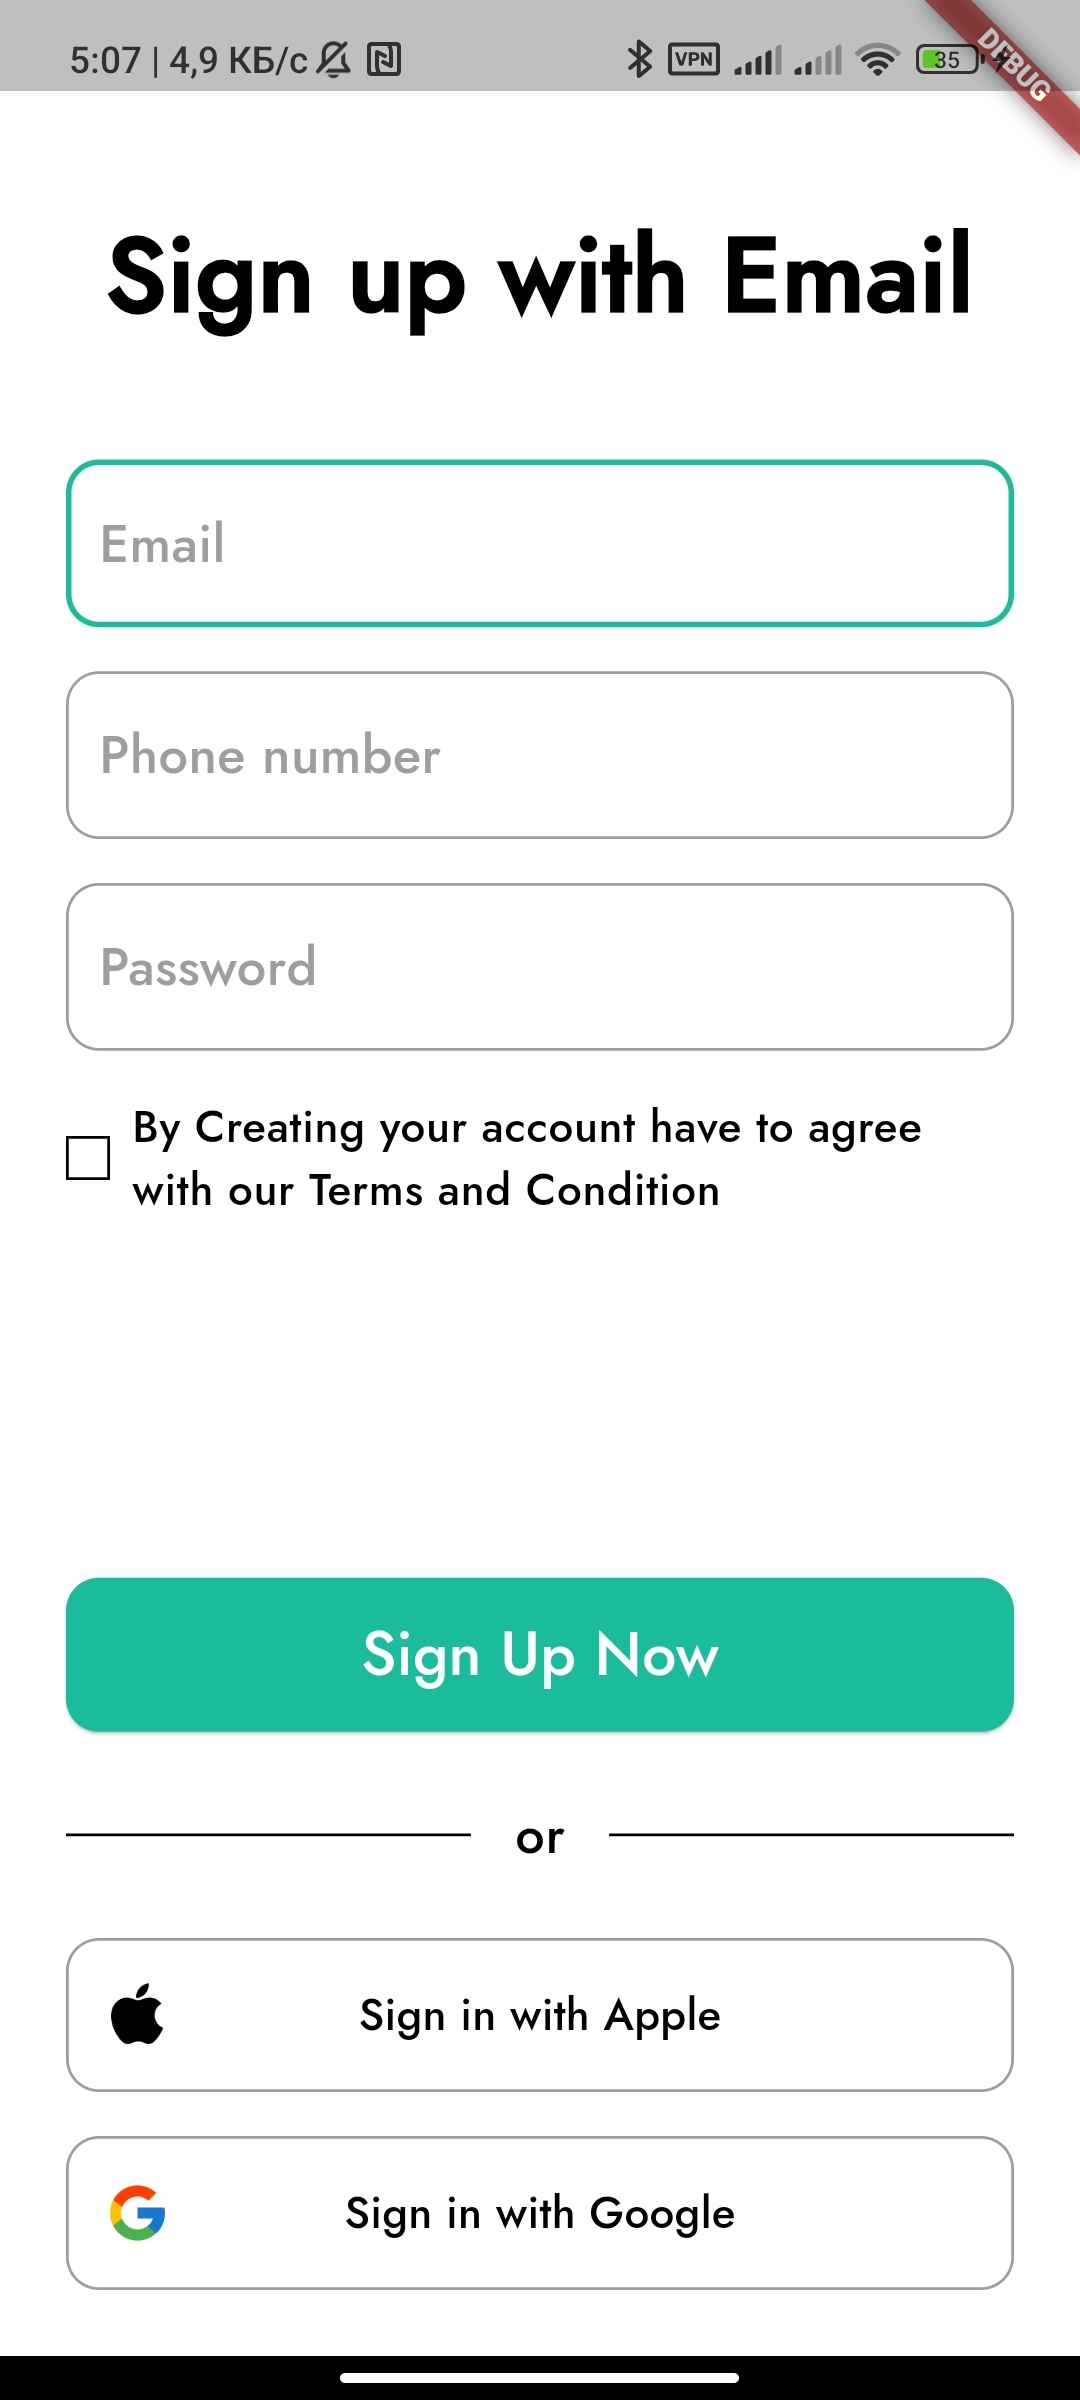 5:07 | 4,9 КБ/с
VPN
35
DEBUG
Sign up with Email
Email
Phone number
Password
By Creating your account have to agree
with our Terms and Condition
Sign Up Now
or
Sign in with Apple
Sign in with Google